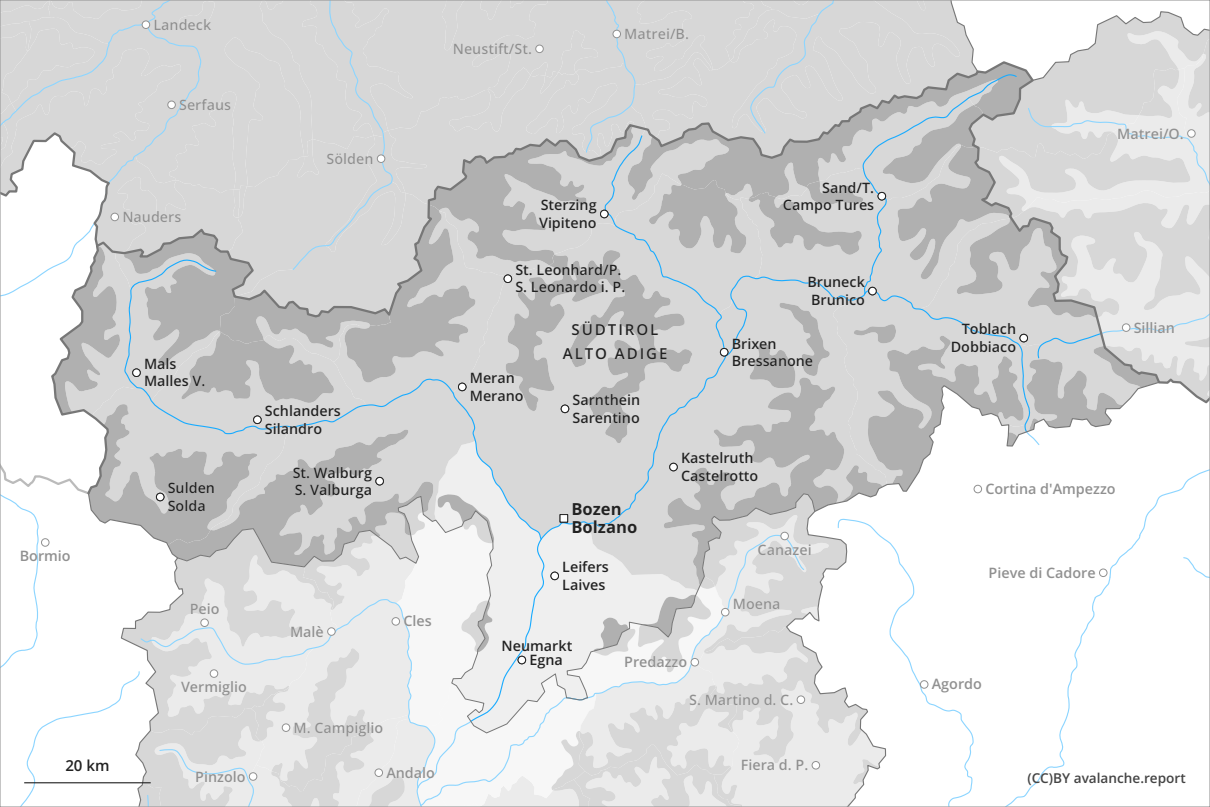 Landeck
Matrei/B.
Neustift/St.
Serfaus
Matrei/O.
Sölden
Sand/T.
Campo Tures
Sterzing
Vipiteno
Nauders
St. Leonhard/P.
S. Leonardo i. P.
Bruneck
Brunico
SÜDTIROL
ALTO ADIGE
Toblach
Dobbiaco
Sillian
Brixen
Bressanone
Mals
Malles V.
Meran
Merano
Sarnthein
Sarentino
Schlanders
Silandro
Kastelruth
Castelrotto
St. Walburg
S. Valburga
Sulden
Solda
Cortina d'Ampezzo
Bozen
Bolzano
Bormio
Canazei
Leifers
Laives
Pieve di Cadore
Peio
Moena
Cles
Malè
Neumarkt
Egna
Predazzo
Vermiglio
Agordo
S. Martino d. C.
M. Campiglio
Fiera d. P.
20 km
Pinzolo
Andalo
(CC)BY avalanche.report